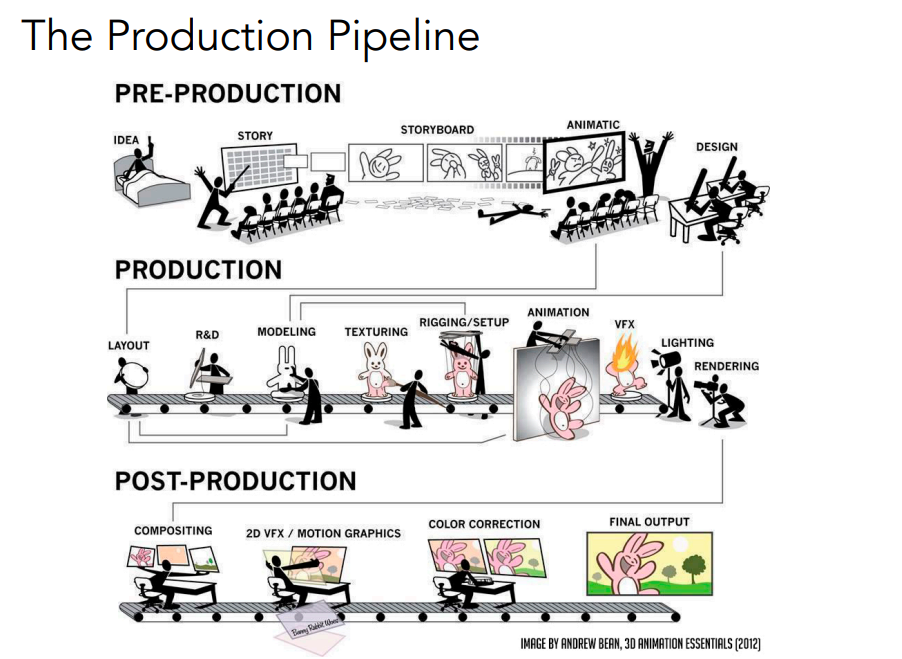 The Production Pipeline
PRE-PRODUCTION
IDEA
STORY
STORYBOARD
ANIMATIC
DESIGN
PRODUCTION
LAYOUT
R&D
MODELING
TEXTURING
RIGGING/SETUP
ANIMATION
VFX
LIGHTING
RENDERING
POST-PRODUCTION
COMPOSITING
2D VFX / MOTION GRAPHICS
COLOR CORRECTION
FINAL OUTPUT
Bunny Rabbit
IMAGE BY ANDREW BEAN, 3D ANIMATION ESSENTIALS (2012)